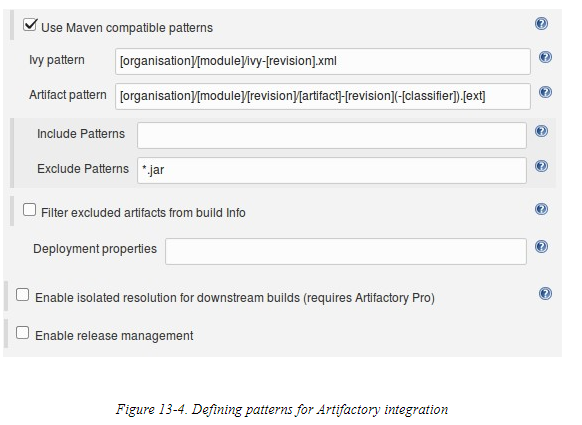 Use Maven compatible patterns
Ivy pattern [organisation]/[module]/ivy-[revision].xml
Artifact pattern [organisation]/[module]/[revision]/[artifact]-[revision](-[classifier]).[ext]
Include Patterns
Exclude Patterns *.jar
Filter excluded artifacts from build Info
Deployment properties
Enable isolated resolution for downstream builds (requires Artifactory Pro)
Enable release management
Figure 13-4. Defining patterns for Artifactory integration